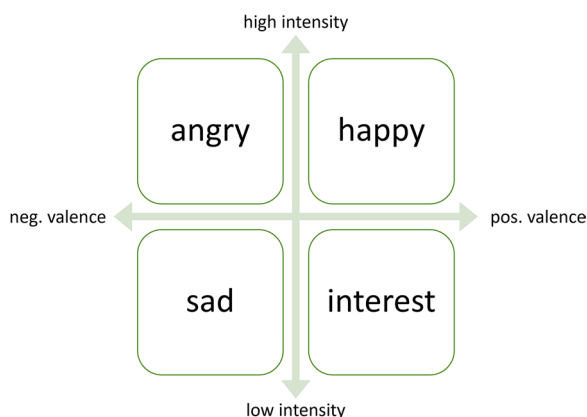 high intensity
angry
happy
neg. valence
pos. valence
sad
interest
low intensity